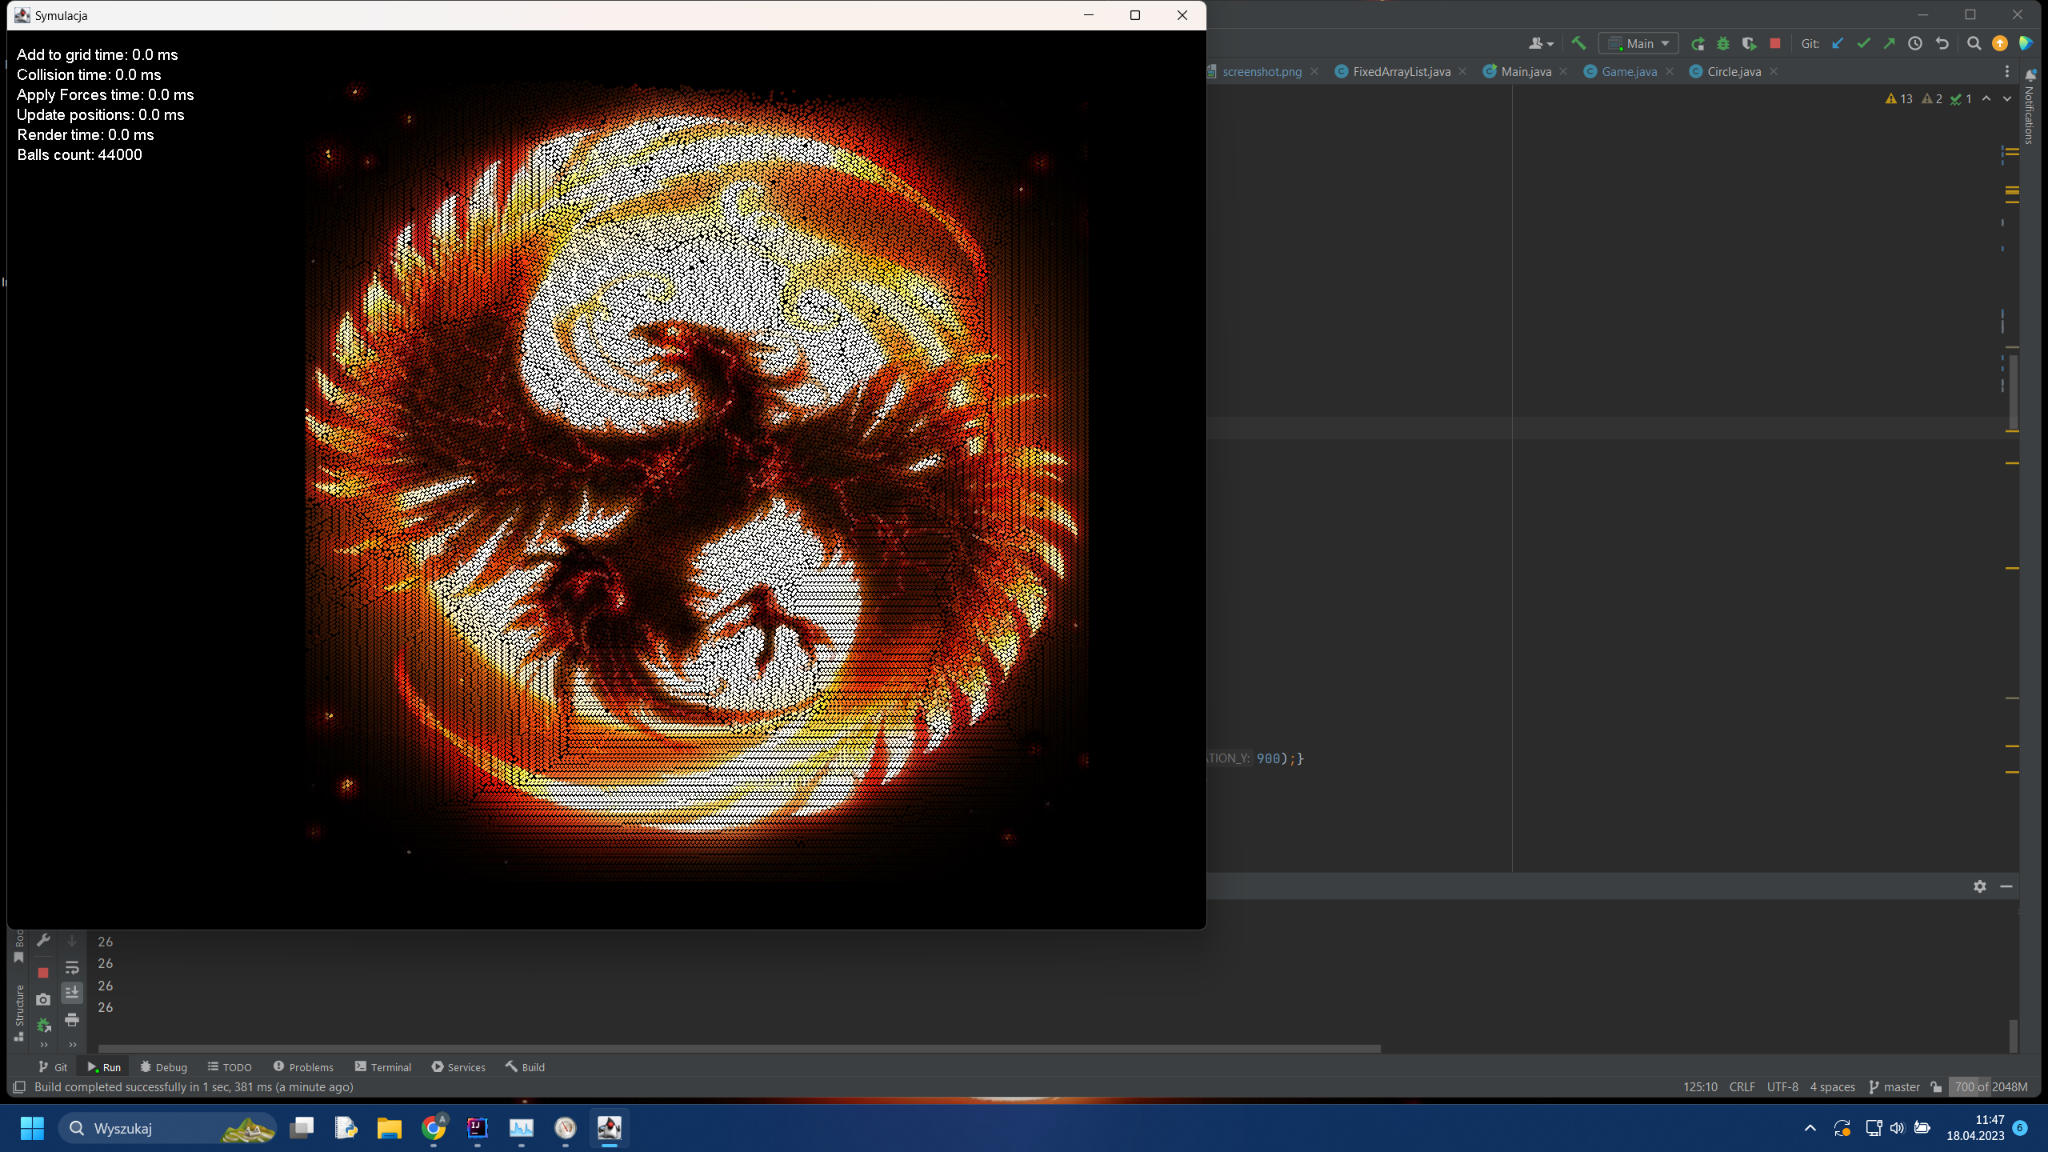 Symulacja
Add to grid time: 0.0 ms
Collision time: 0.0 ms
Apply Forces time: 0.0 ms
Update positions: 0.0 ms
Render time: 0.0 ms
Balls count: 44000
Main
Git:
screenshot.png
FixedArrayList.java
Main.java
Game.java
Circle.java
13 2 1
Notifications
ATION_Y: 900);}
26
26
26
26
Structure
Git
Run
Debug
TODO
Problems
Terminal
Services
Build
Build completed successfully in 1 sec, 381 ms (a minute ago)
125:10 CRLF UTF-8 4 spaces master 700 of 2048M
Wyszukaj
11:47
18.04.2023
6